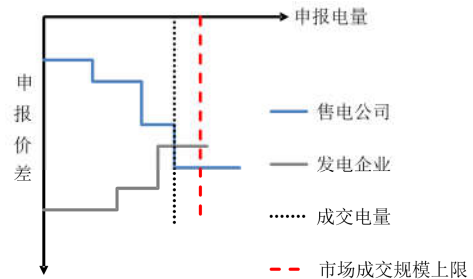 申报电量
申报价差
售电公司
发电企业
成交电量
市场成交规模上限